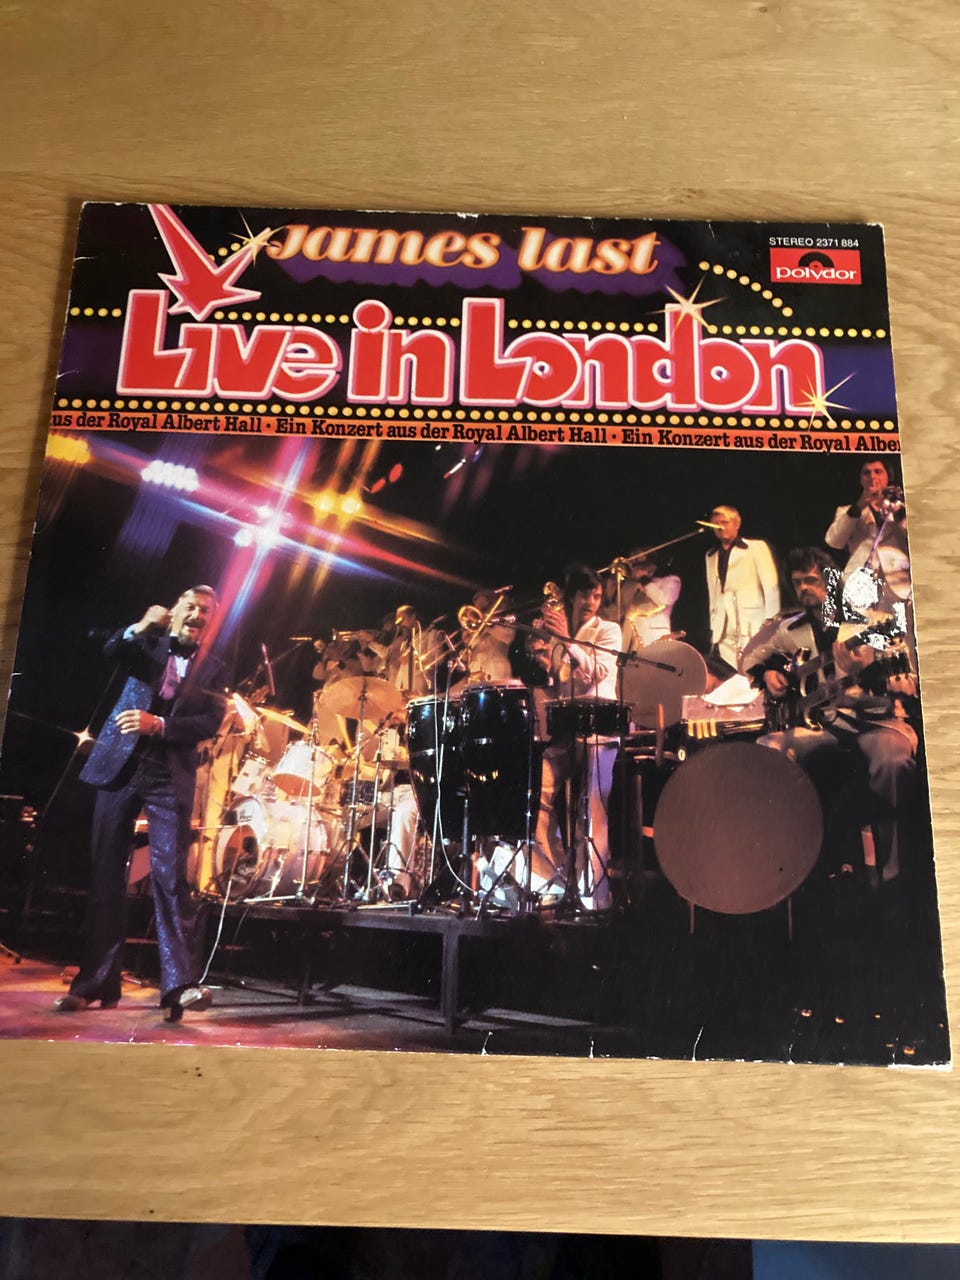 james last
STEREO 2371 884
polydor
Live in London
us der Royal Albert Hall · Ein Konzert aus der Royal Albert Hall · Ein Konzert aus der Royal Albe